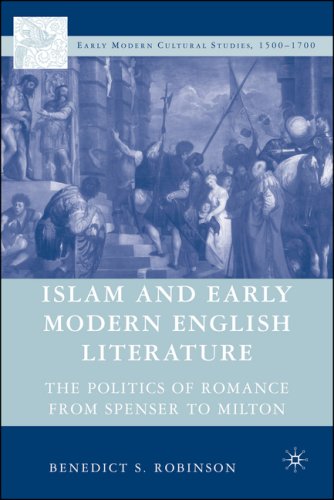 EARLY MODERN CULTURAL STUDIES, 1500–1700
ISLAM AND EARLY
MODERN ENGLISH
LITERATURE
THE POLITICS OF ROMANCE
FROM SPENSER TO MILTON
BENEDICT S. ROBINSON